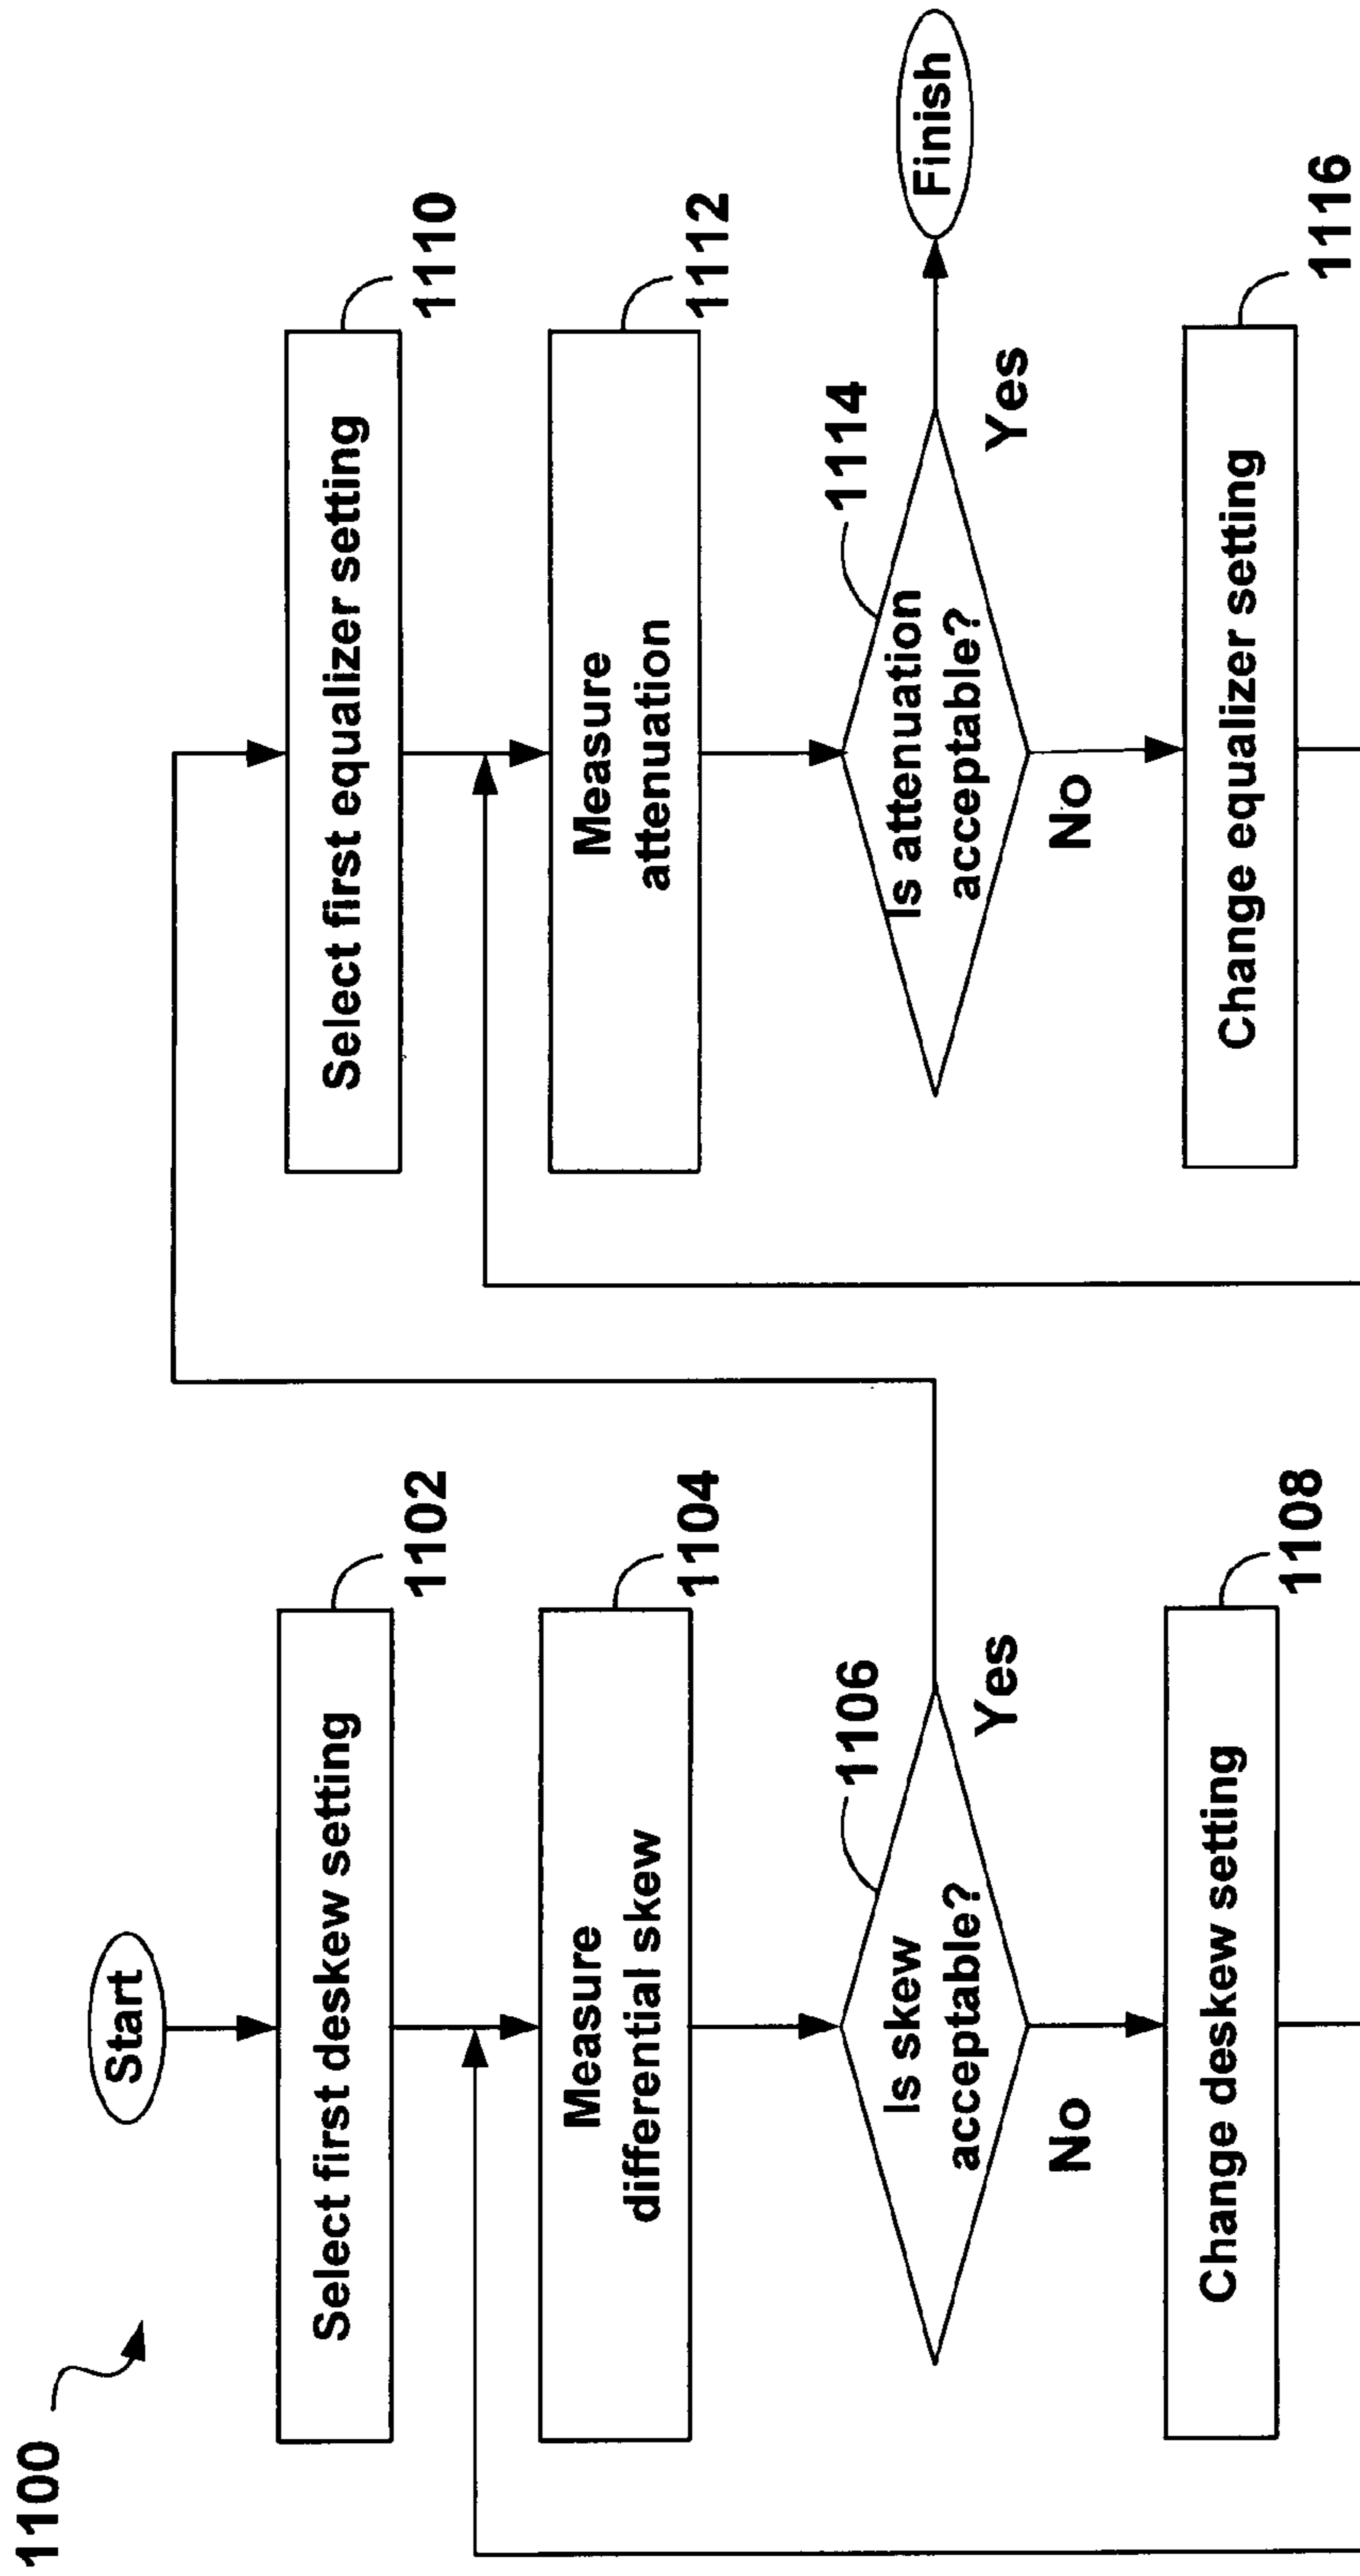 1100
Start
Select first deskew setting
1102
Measure
differential skew
1104
Is skew
acceptable?
1106
Yes
No
Change deskew setting
1108
Select first equalizer setting
1110
Measure
attenuation
1112
Is attenuation
acceptable?
1114
Yes
Finish
No
Change equalizer setting
1116